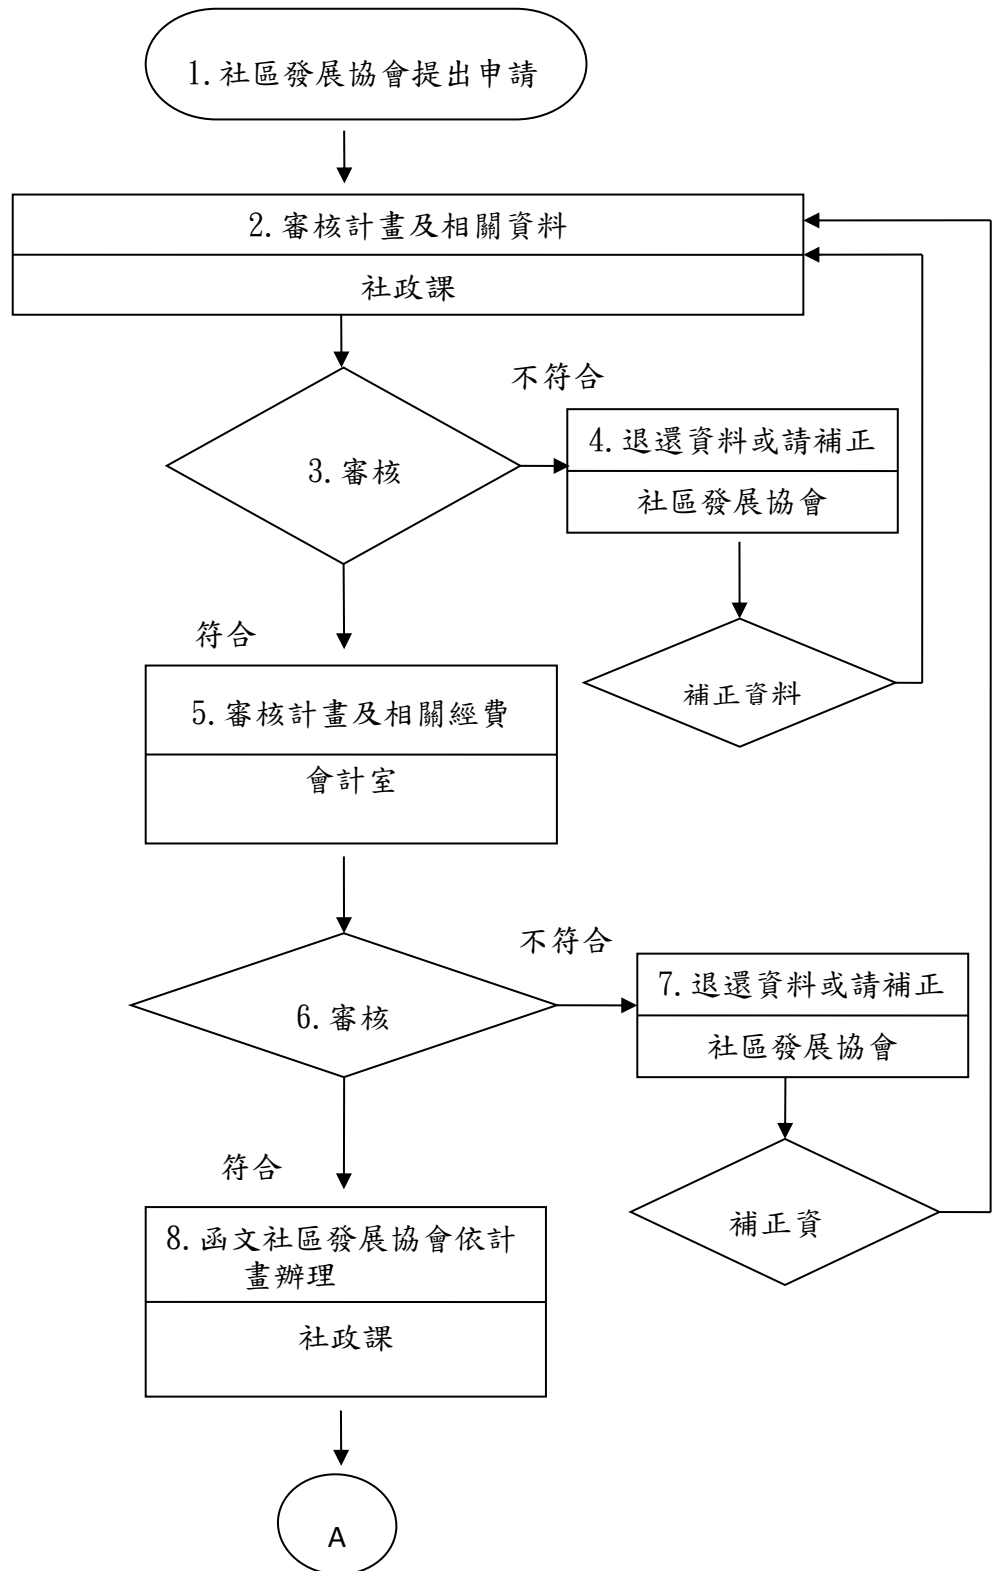 1.社區發展協會提出申請
2.審核計畫及相關資料
社政課
不符合
3.審核
4.退還資料或請補正
社區發展協會
符合
補正資料
5.審核計畫及相關經費
會計室
不符合
6.審核
7.退還資料或請補正
社區發展協會
符合
補正資
8.函文社區發展協會依計
畫辦理
社政課
A